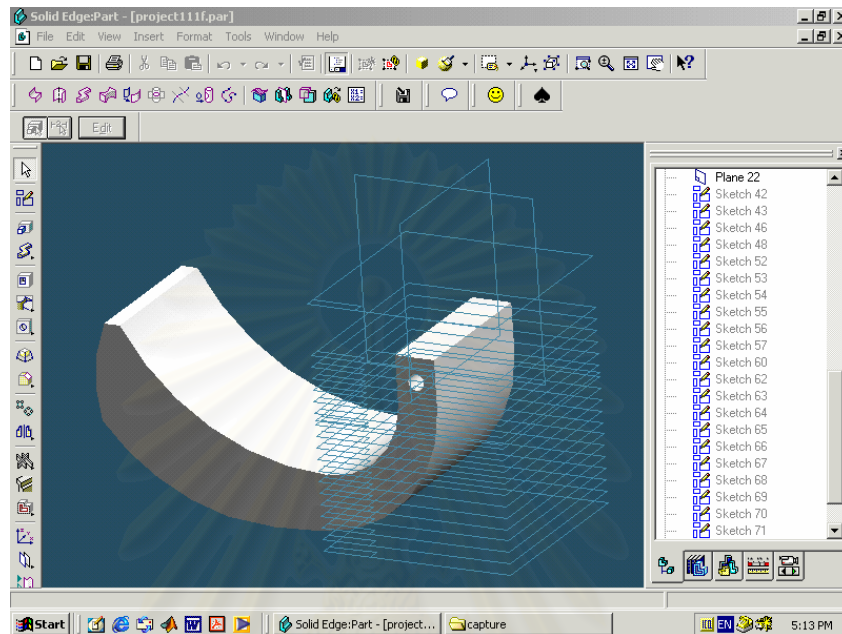 Solid Edge:Part - [project111f.par]
File Edit View Insert Format Tools Window Help
Edit
Plane 22
Sketch 42
Sketch 43
Sketch 46
Sketch 48
Sketch 52
Sketch 53
Sketch 54
Sketch 55
Sketch 56
Sketch 57
Sketch 60
Sketch 62
Sketch 63
Sketch 64
Sketch 65
Sketch 66
Sketch 67
Sketch 68
Sketch 69
Sketch 70
Sketch 71
Start Solid Edge:Part - [project... capture EN 5:13 PM